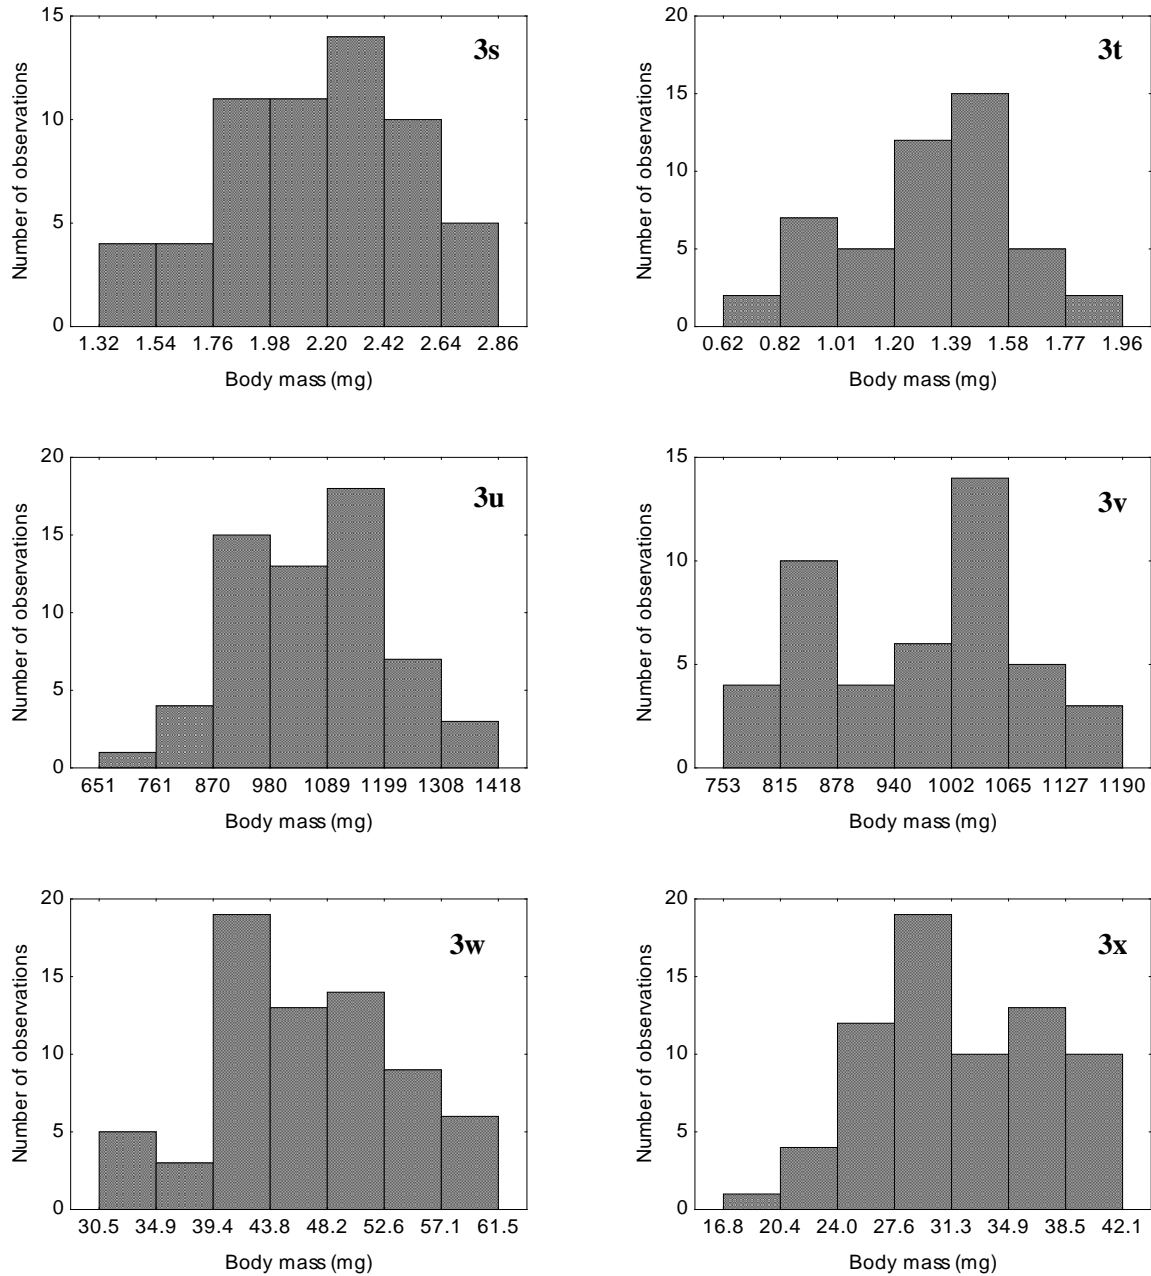 3s
Number of observations
15
10
5
0
1.32 1.54 1.76 1.98 2.20 2.42 2.64 2.86
Body mass (mg)
3t
Number of observations
20
15
10
5
0
0.62 0.82 1.01 1.20 1.39 1.58 1.77 1.96
Body mass (mg)
3u
Number of observations
20
15
10
5
0
651 761 870 980 1089 1199 1308 1418
Body mass (mg)
3v
Number of observations
15
10
5
0
753 815 878 940 1002 1065 1127 1190
Body mass (mg)
3w
Number of observations
20
15
10
5
0
30.5 34.9 39.4 43.8 48.2 52.6 57.1 61.5
Body mass (mg)
3x
Number of observations
20
15
10
5
0
16.8 20.4 24.0 27.6 31.3 34.9 38.5 42.1
Body mass (mg)